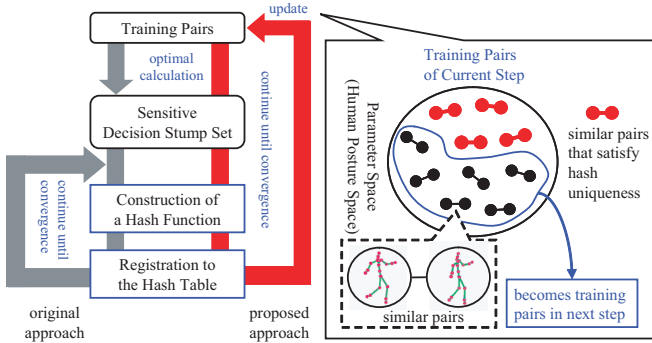 update
Training Pairs
optimal
calculation
Sensitive
Decision Stump Set
continue until
convergence
continue until convergence
Construction of
a Hash Function
Registration to
the Hash Table
original
approach
proposed
approach
Training Pairs
of Current Step
Parameter Space
(Human Posture Space)
similar pairs
that satisfy
hash
uniqueness
similar pairs
becomes training
pairs in next step